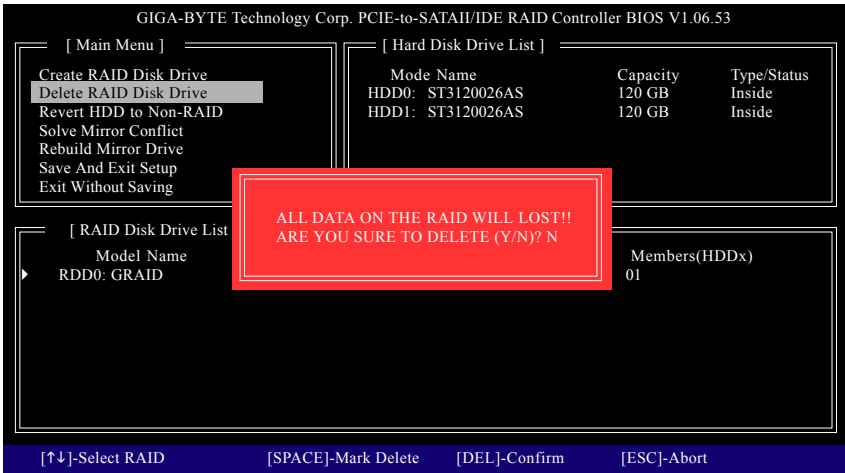 GIGA-BYTE Technology Corp. PCIE-to-SATAII/IDE RAID Controller BIOS V1.06.53
[ Main Menu ]
Create RAID Disk Drive
Delete RAID Disk Drive
Revert HDD to Non-RAID
Solve Mirror Conflict
Rebuild Mirror Drive
Save And Exit Setup
Exit Without Saving
[ Hard Disk Drive List ]
Mode Name Capacity Type/Status
HDD0: ST3120026AS 120 GB Inside
HDD1: ST3120026AS 120 GB Inside
ALL DATA ON THE RAID WILL LOST!!
ARE YOU SURE TO DELETE (Y/N)? N
[ RAID Disk Drive List
Model Name Members(HDDx)
RDD0: GRAID 01
[↑↓]-Select RAID [SPACE]-Mark Delete [DEL]-Confirm [ESC]-Abort